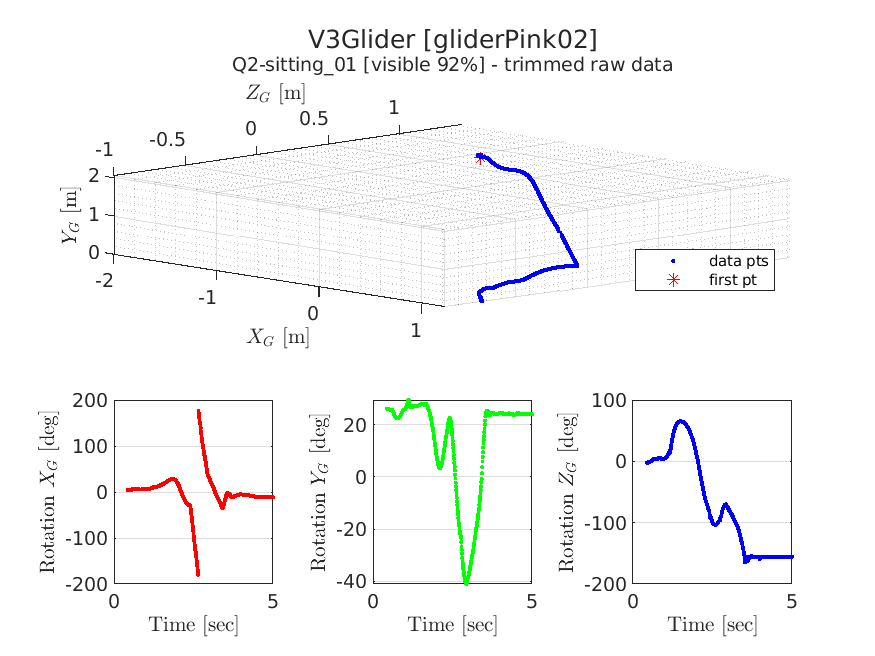 V3Glider [gliderPink02]
Q2-sitting_01 [visible 92%] - trimmed raw data
Z_G [m]
-1 -0.5 0 0.5 1
Y_G [m]
2
1
0
-2 -1 0 1
X_G [m]
data pts
first pt
Rotation X_G [deg]
200
100
0
-100
-200
0 5
Time [sec]
Rotation Y_G [deg]
20
0
-20
-40
0 5
Time [sec]
Rotation Z_G [deg]
100
0
-100
-200
0 5
Time [sec]